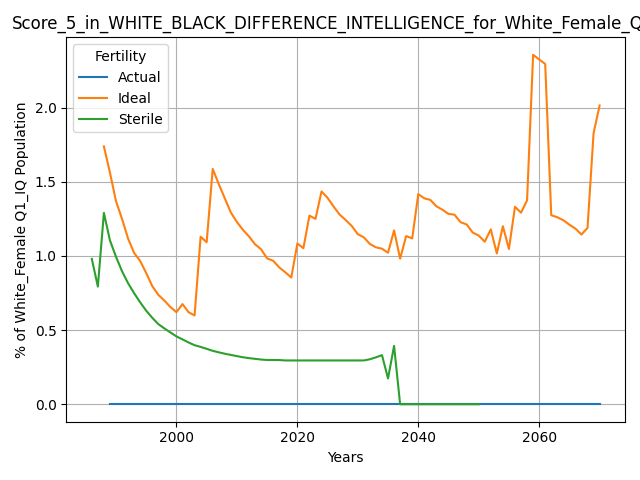 Score_5_in_WHITE_BLACK_DIFFERENCE_INTELLIGENCE_for_White_Female_Q
Fertility
Actual
Ideal
Sterile
% of White_Female Q1_IQ Population
2.0
1.5
1.0
0.5
0.0
2000
2020
2040
2060
Years